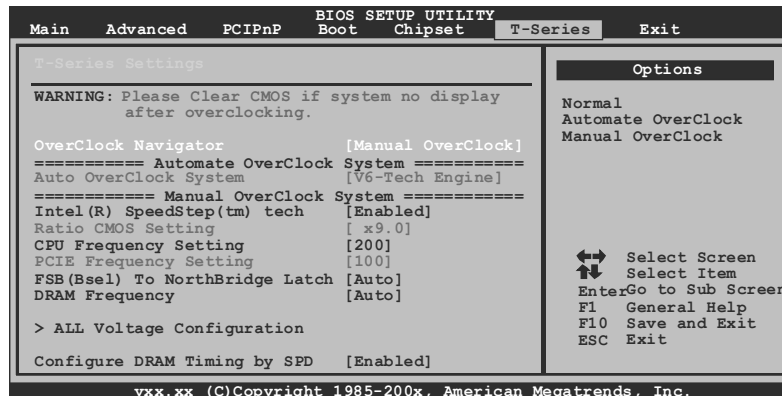 BIOS SETUP UTILITY
Main Advanced PCIPnP Boot Chipset T-Series Exit
T-Series Settings
WARNING: Please Clear CMOS if system no display
after overclocking.
OverClock Navigator [Manual OverClock]
=========== Automate OverClock System ===========
Auto OverClock System [V6-Tech Engine]
============ Manual OverClock System ============
Intel(R) SpeedStep(tm) tech [Enabled]
Ratio CMOS Setting [ x9.0]
CPU Frequency Setting [200]
PCIE Frequency Setting [100]
FSB(Bsel) To NorthBridge Latch [Auto]
DRAM Frequency [Auto]
> ALL Voltage Configuration
Configure DRAM Timing by SPD [Enabled]
Options
Normal
Automate OverClock
Manual OverClock
Select Screen
Select Item
Enter Go to Sub Screen
F1 General Help
F10 Save and Exit
ESC Exit
vxx.xx (C)Copyright 1985-200x, American Megatrends, Inc.